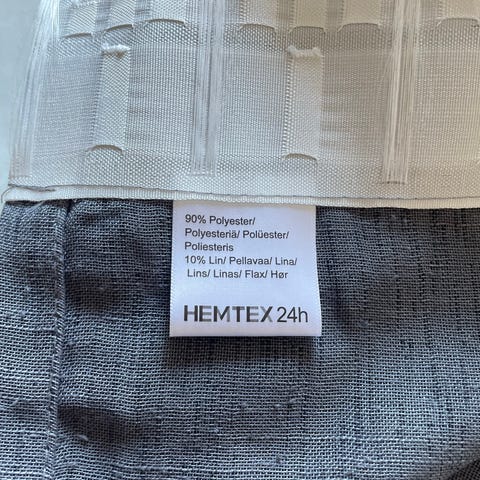 90% Polyester/
Polyesteriä/ Polüester/
Poliesteris
10% Lin/ Pellavaa/ Lina/
Lins/ Linas/ Flax/ Hør
HEMTEX 24h